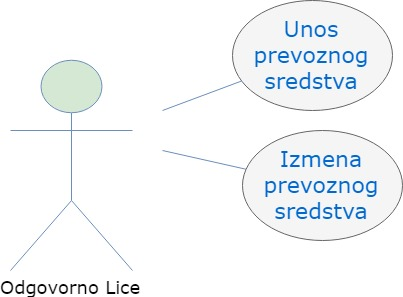 Unos
prevoznog
sredstva
Izmena
prevoznog
sredstva
Odgovorno Lice